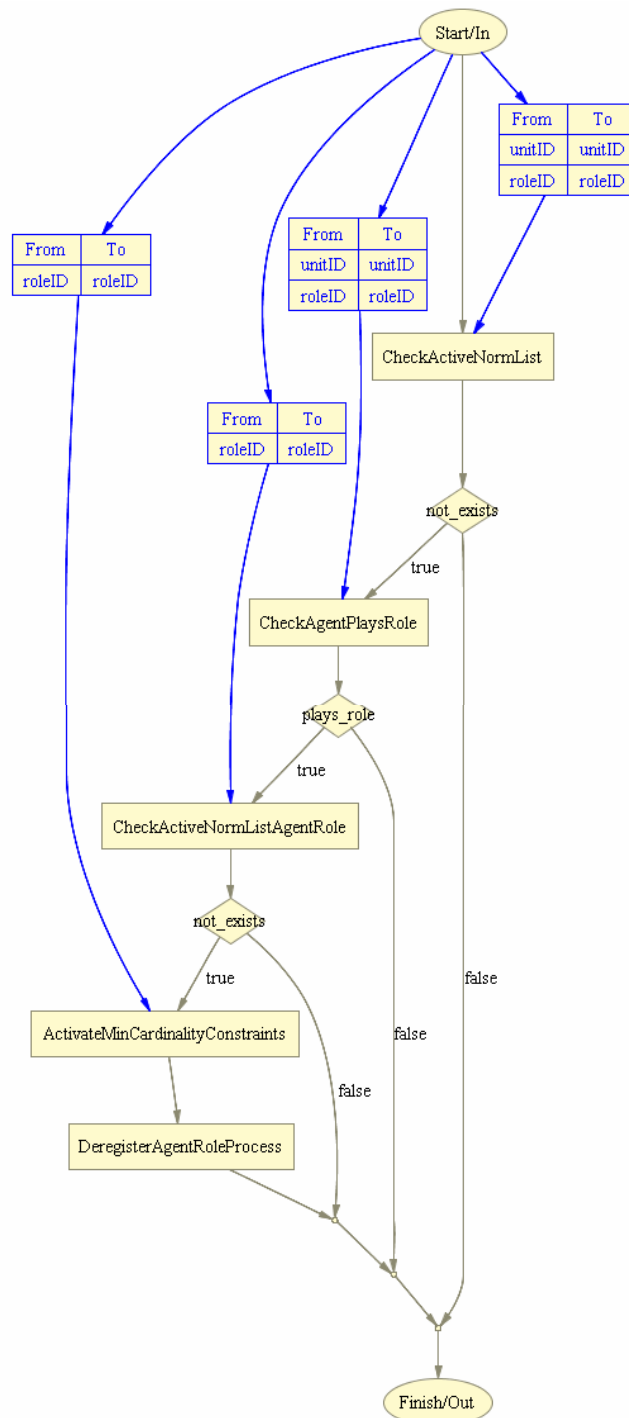 Start/In
From To
unitID unitID
roleID roleID
From To
roleID roleID
From To
unitID unitID
roleID roleID
CheckActiveNormList
From To
roleID roleID
not_exists
true
CheckAgentPlaysRole
plays_role
true
CheckActiveNormListAgentRole
not_exists
true
false
ActivateMinCardinalityConstraints
false
false
DeregisterAgentRoleProcess
Finish/Out